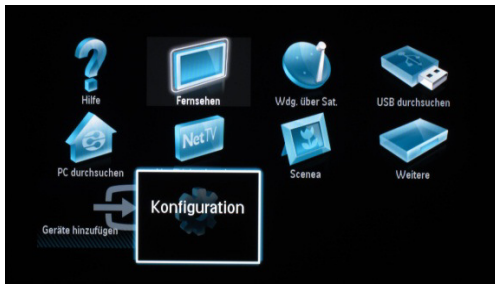 Hilfe
Fernsehen
Wdg. über Sat.
USB durchsuchen
PC durchsuchen
NetTV
Scenea
Weitere
Geräte hinzufügen
Konfiguration